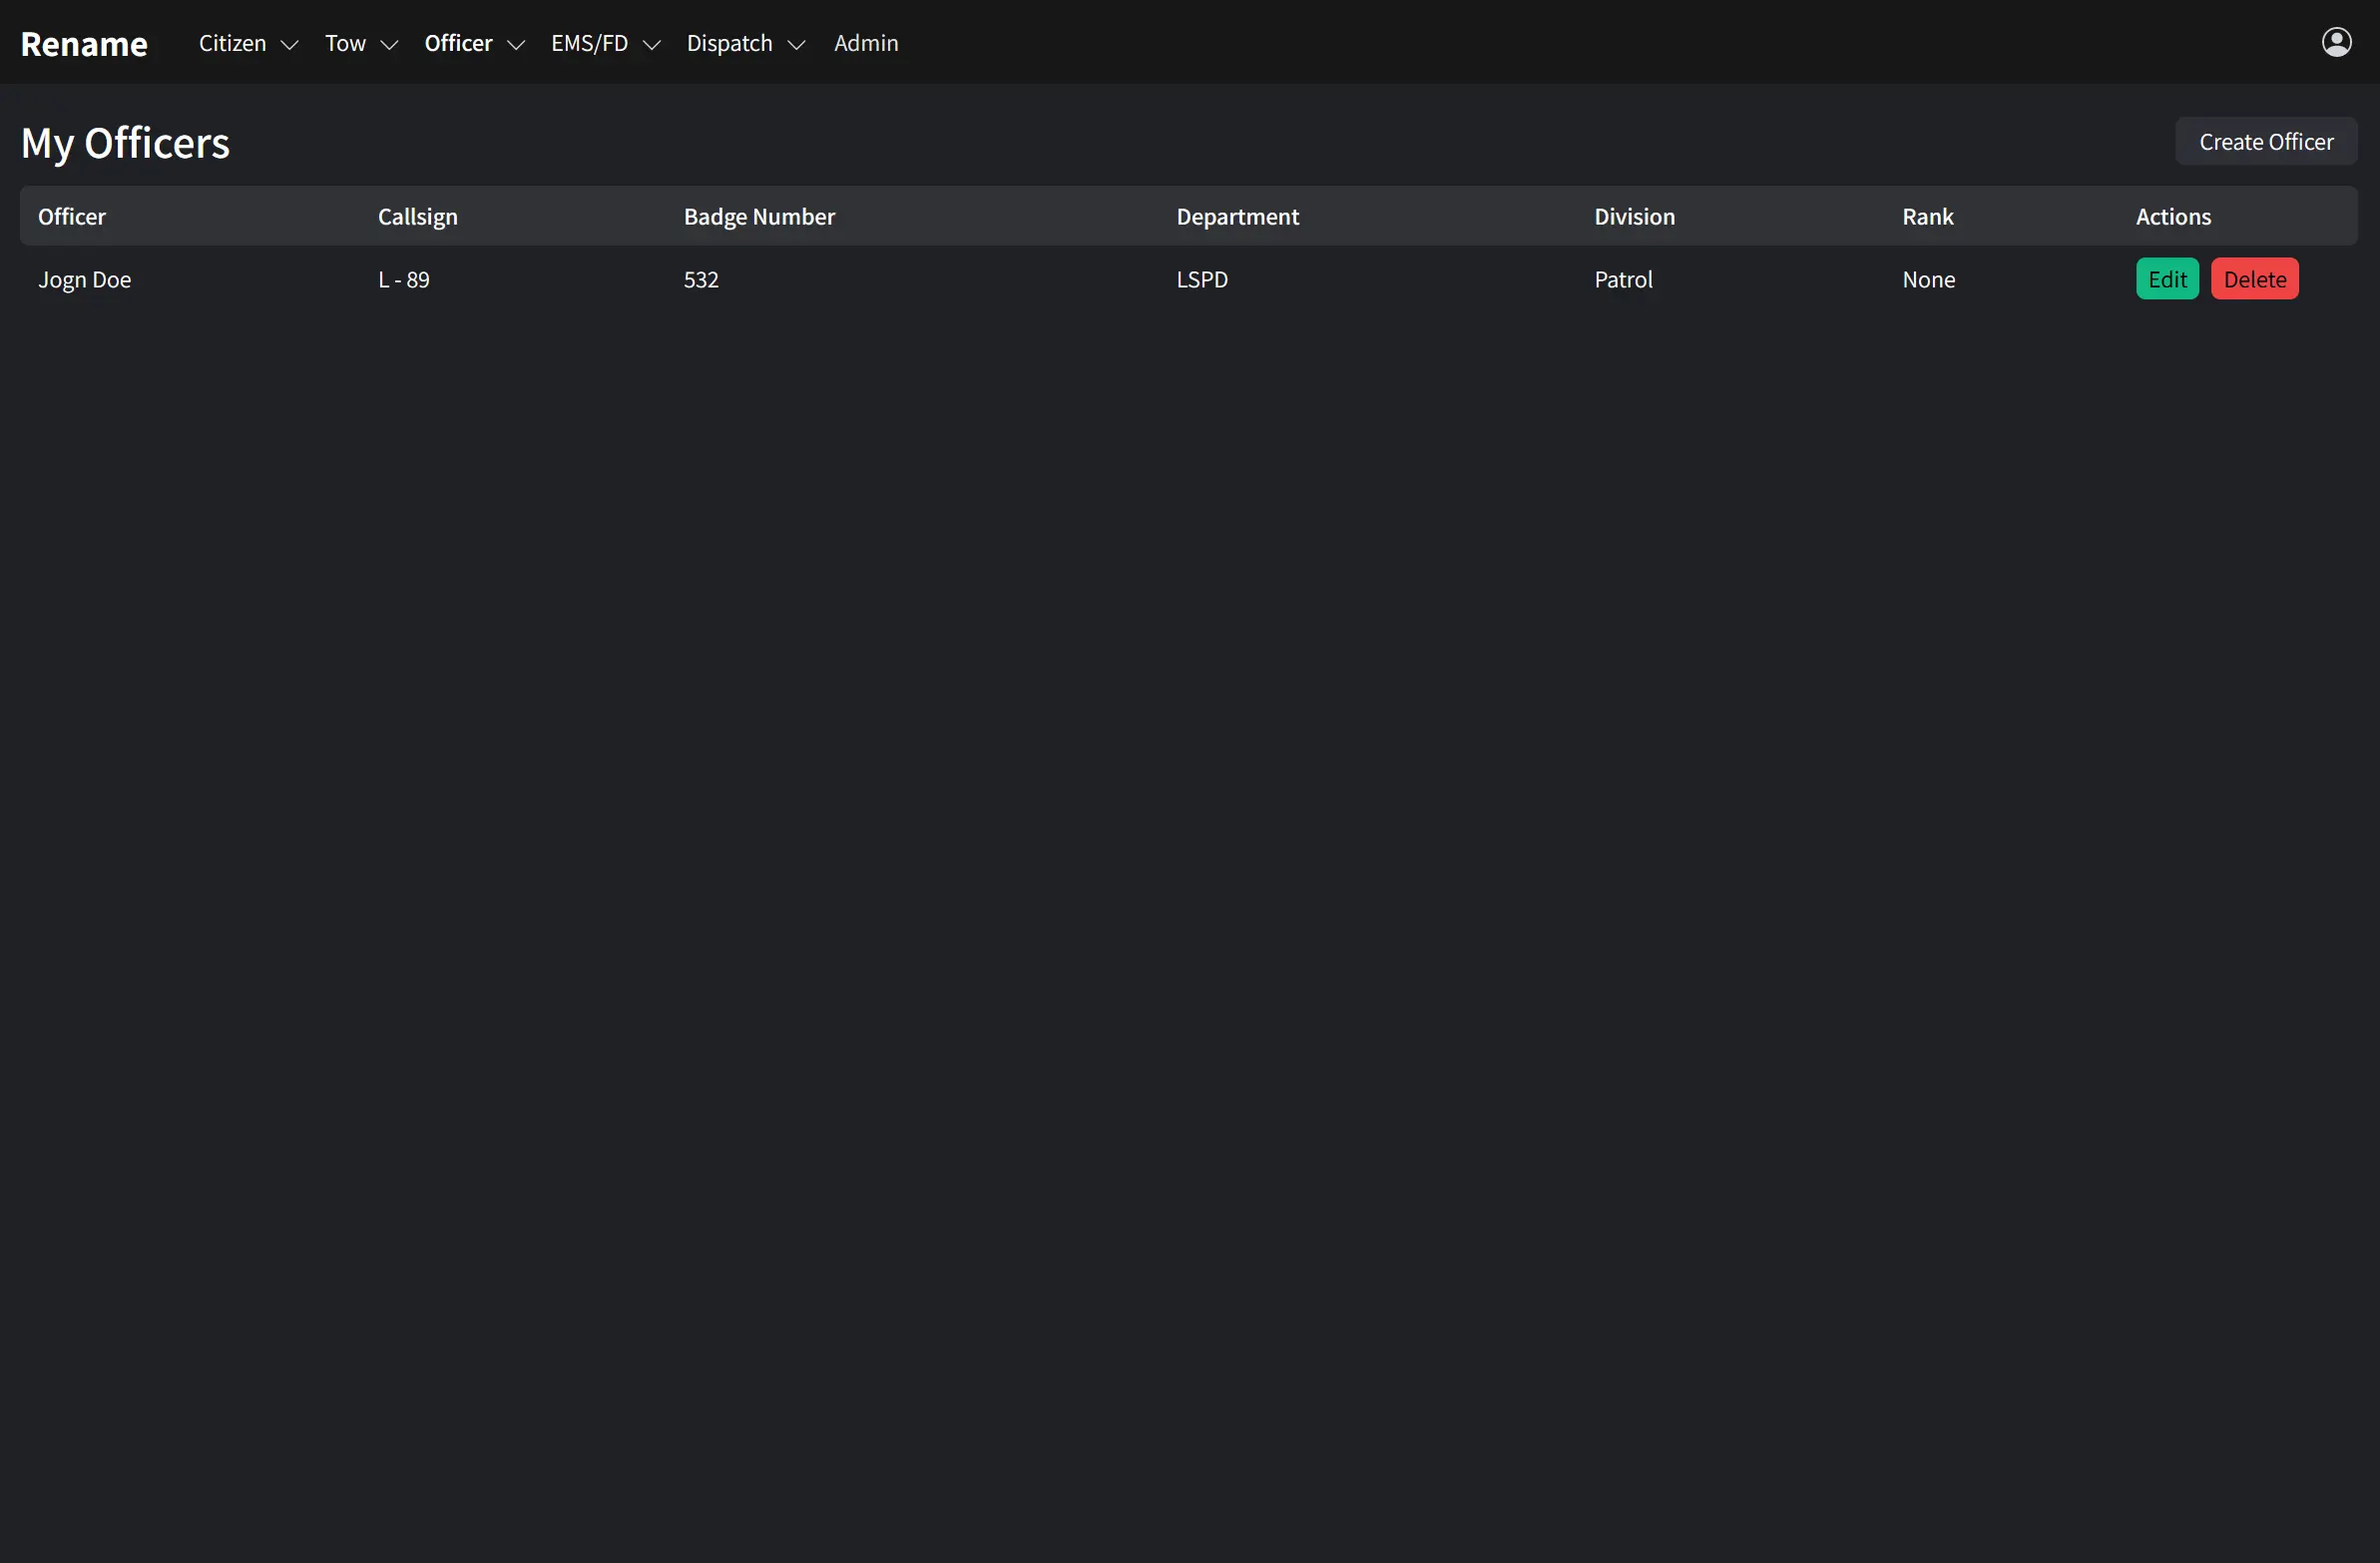 Rename Citizen Tow Officer EMS/FD Dispatch Admin
My Officers Create Officer
Officer Callsign Badge Number Department Division Rank Actions
Jogn Doe L - 89 532 LSPD Patrol None Edit Delete